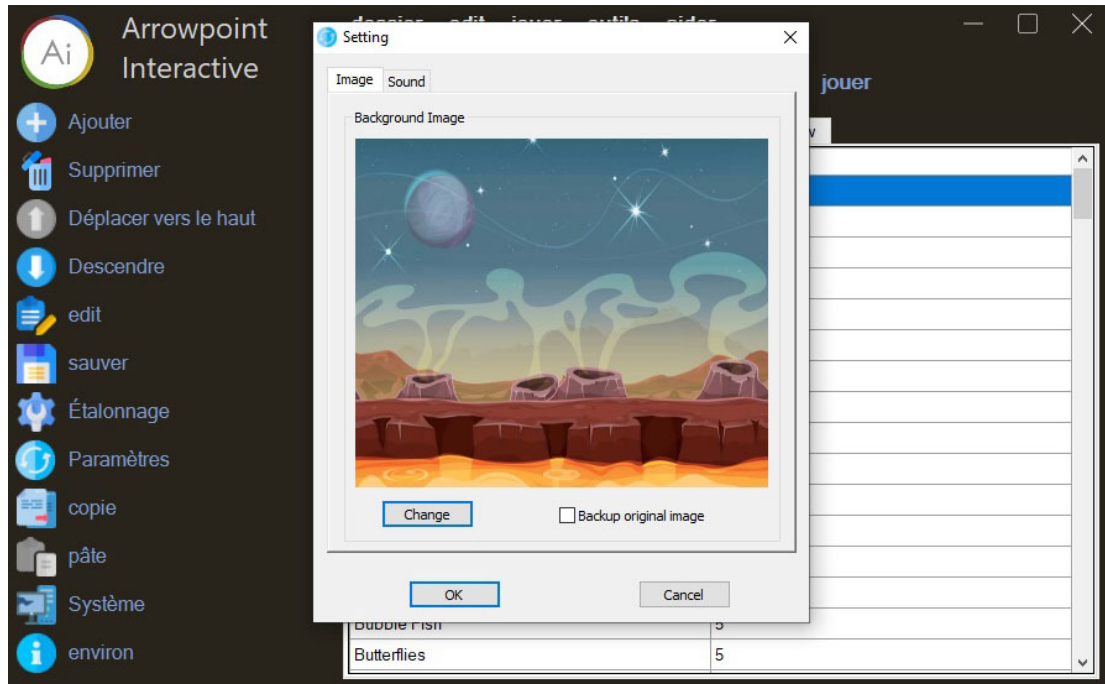 Ai
Arrowpoint
Interactive
Setting
jouer
Image Sound
Background Image
Ajouter
Supprimer
Déplacer vers le haut
Descendre
edit
sauver
Étalonnage
Paramètres
copie
pâte
Système
environ
Change
Backup original image
OK Cancel
Butterflies 5